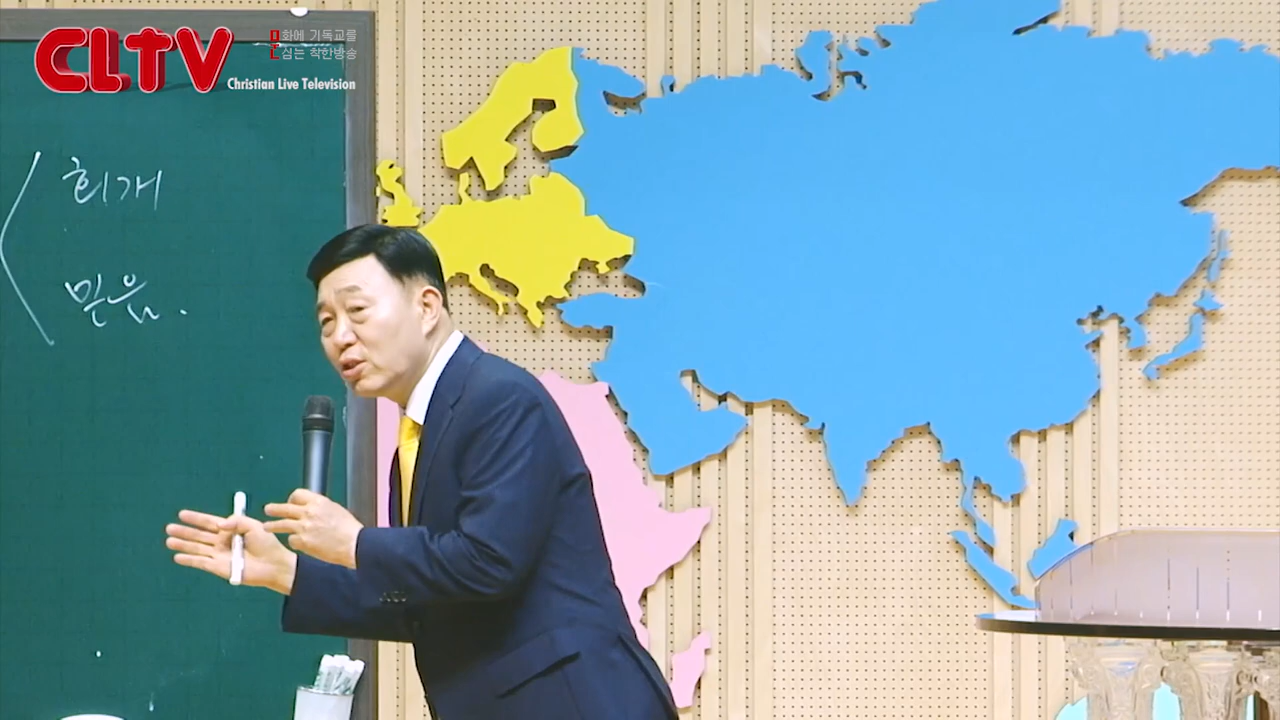 CLTV
문화에 기독교를
심는 착한방송
Christian Live Television
회개
믿음.